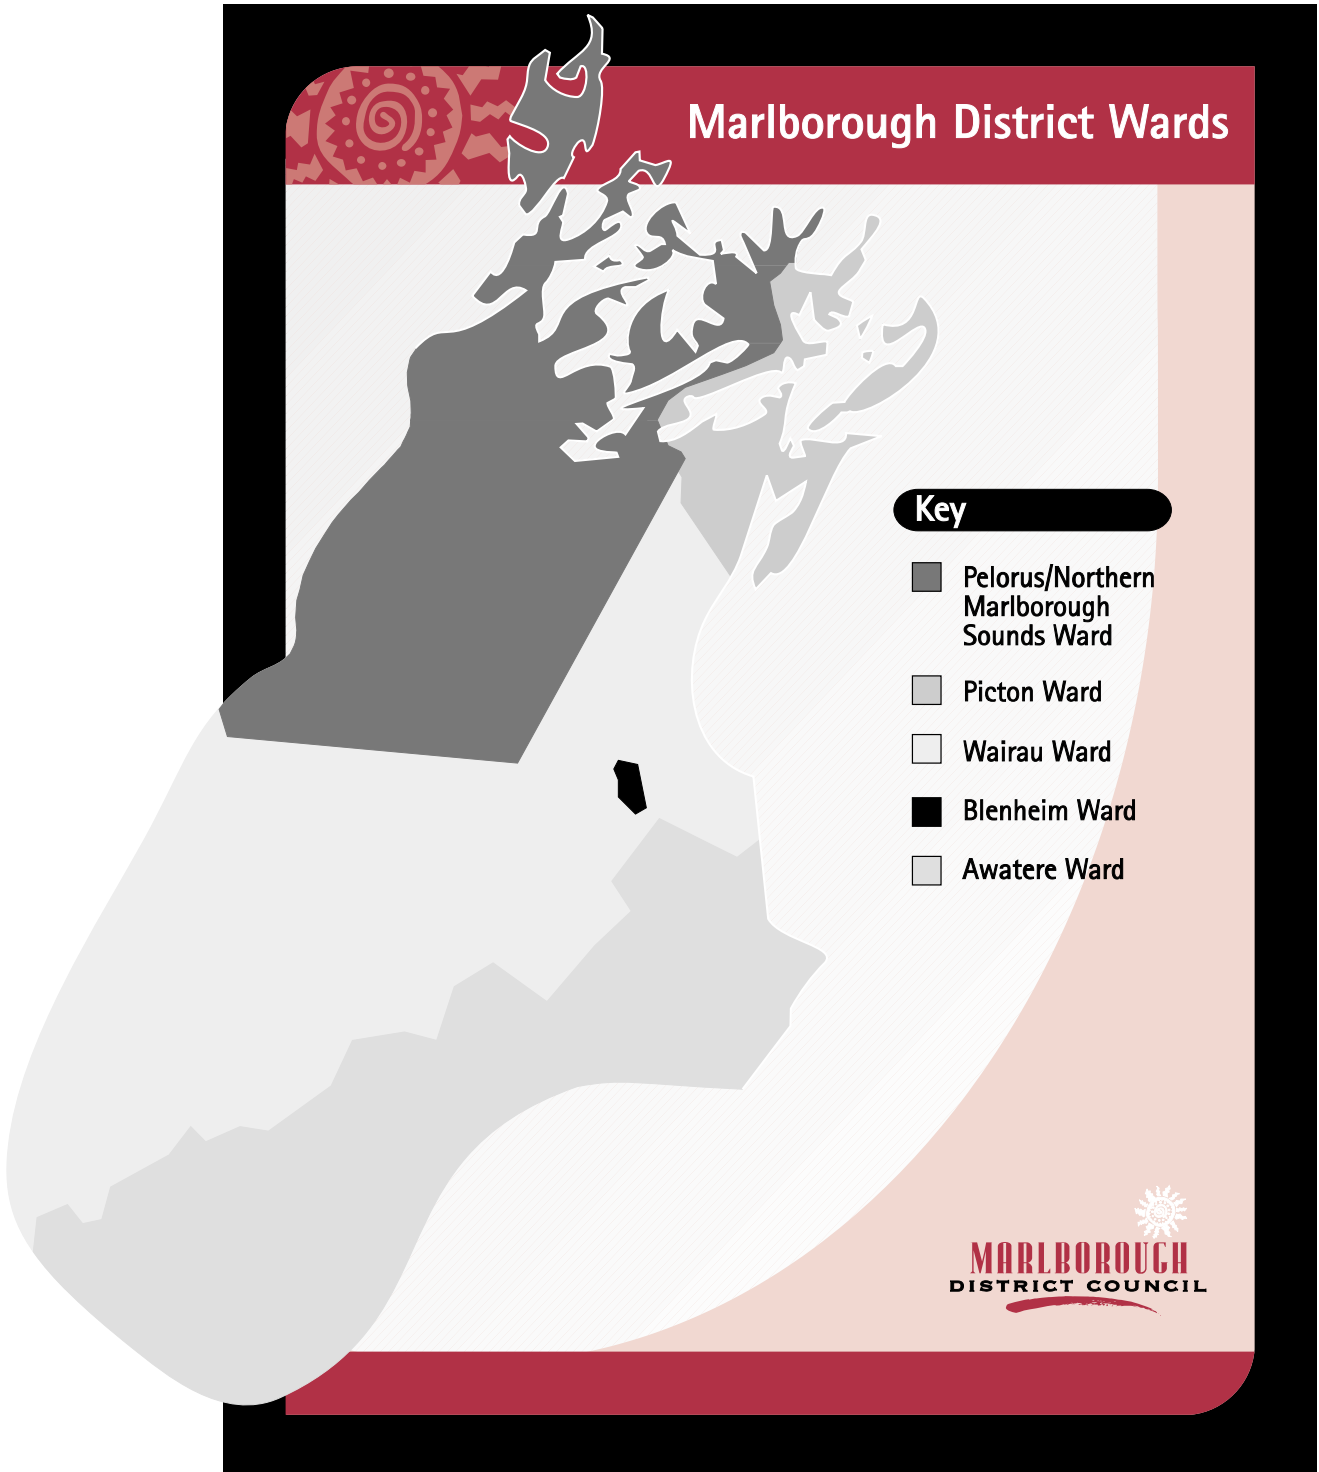 Marlborough District Wards
Key
Pelorus/Northern
Marlborough
Sounds Ward
Picton Ward
Wairau Ward
Blenheim Ward
Awatere Ward
MARLBOROUGH
DISTRICT COUNCIL